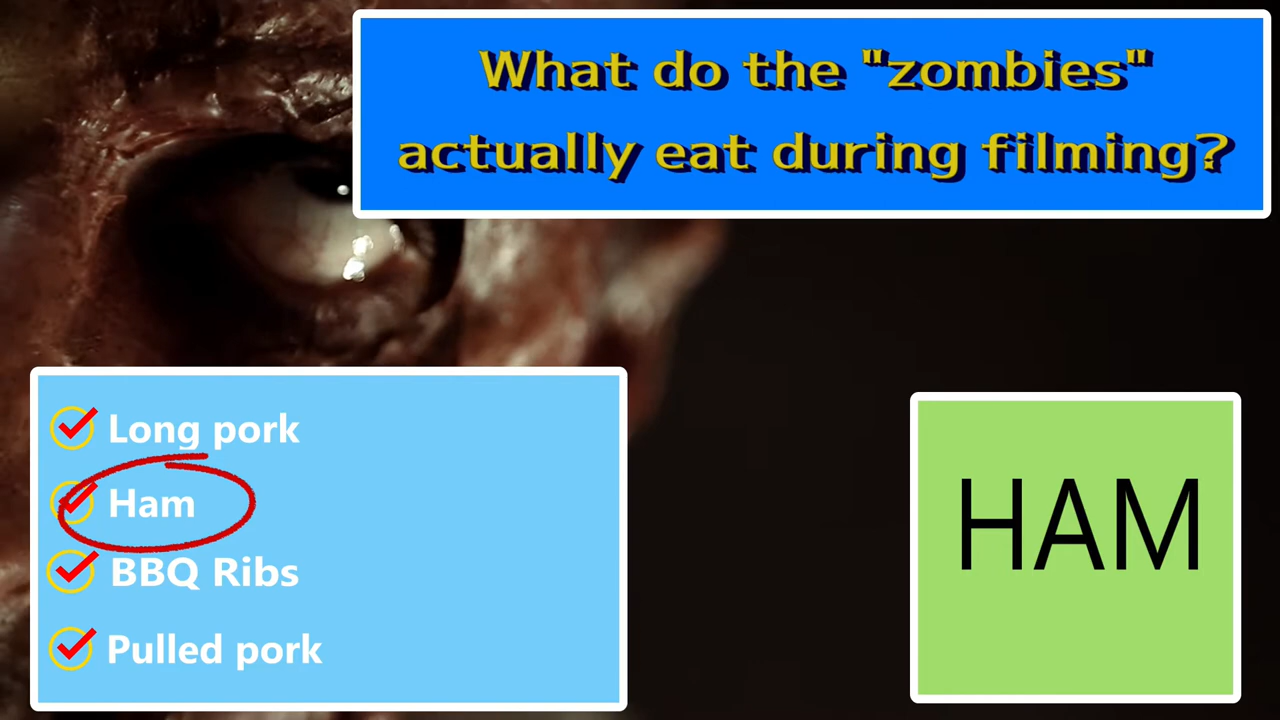 What do the "zombies"
actually eat during filming?
Long pork
Ham
BBQ Ribs
Pulled pork
HAM